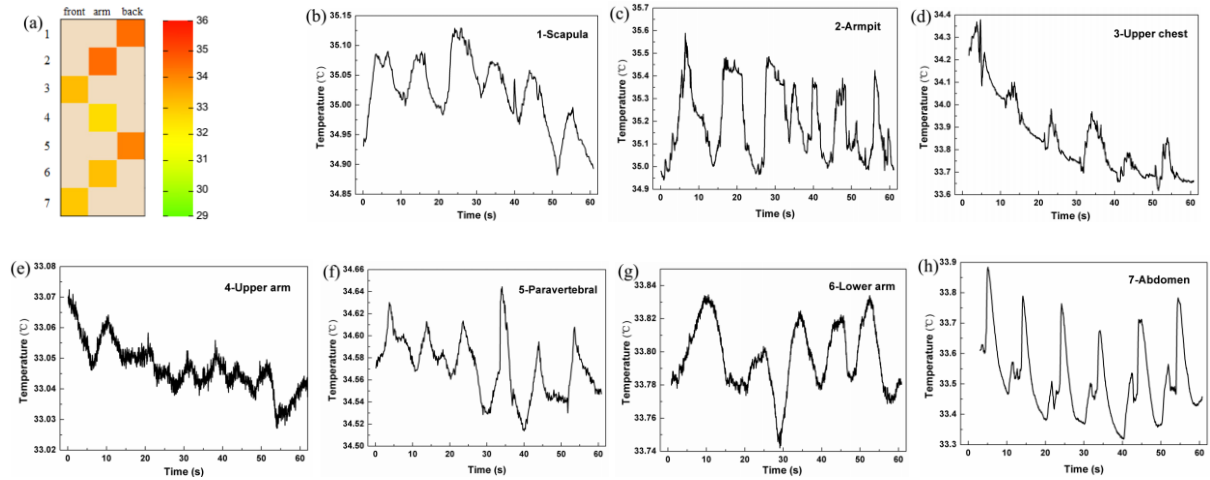 (a)
front arm back
1
2
3
4
5
6
7
36
35
34
33
32
31
30
29
(b)
1-Scapula
Temperature (℃)
35.15
35.10
35.05
35.00
34.95
34.90
34.85
0 10 20 30 40 50 60
Time (s)
(c)
2-Armpit
Temperature (℃)
35.7
35.6
35.5
35.4
35.3
35.2
35.1
35.0
34.9
0 10 20 30 40 50 60
Time (s)
(d)
3-Upper chest
Temperature (℃)
34.4
34.3
34.2
34.1
34.0
33.9
33.8
33.7
33.6
0 10 20 30 40 50 60
Time (s)
(e)
4-Upper arm
Temperature (℃)
33.08
33.07
33.06
33.05
33.04
33.03
33.02
0 10 20 30 40 50 60
Time (s)
(f)
5-Paravertebral
Temperature (℃)
34.66
34.64
34.62
34.60
34.58
34.56
34.54
34.52
34.50
0 10 20 30 40 50 60
Time (s)
(g)
6-Lower arm
Temperature (℃)
33.86
33.84
33.82
33.80
33.78
33.76
33.74
0 10 20 30 40 50 60
Time (s)
(h)
7-Abdomen
Temperature (℃)
33.9
33.8
33.7
33.6
33.5
33.4
33.3
0 10 20 30 40 50 60
Time (s)